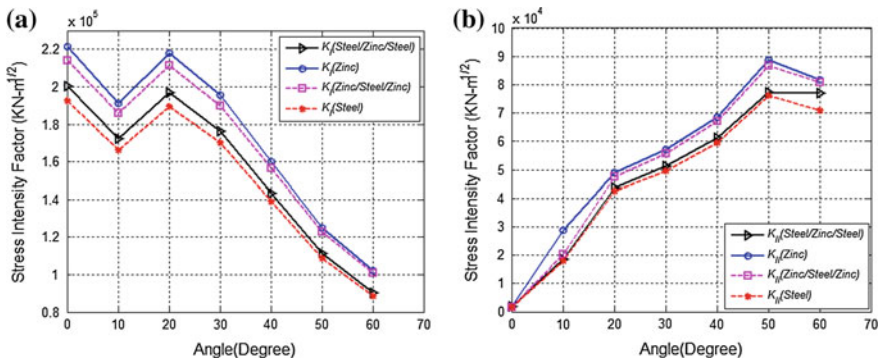 (a)
x 10⁵
2.2
2
1.8
1.6
1.4
1.2
1
0.8
0
10
20
30
40
50
60
70
Stress Intensity Factor (KN-m^1/2)
Angle(Degree)
K_I(Steel/Zinc/Steel)
K_I(Zinc)
K_I(Zinc/Steel/Zinc)
K_I(Steel)
(b)
x 10⁴
10
9
8
7
6
5
4
3
2
1
0
0
10
20
30
40
50
60
70
Stress Intensity Factor (KN-m^1/2)
Angle(Degree)
K_II(Steel/Zinc/Steel)
K_II(Zinc)
K_II(Zinc/Steel/Zinc)
K_II(Steel)